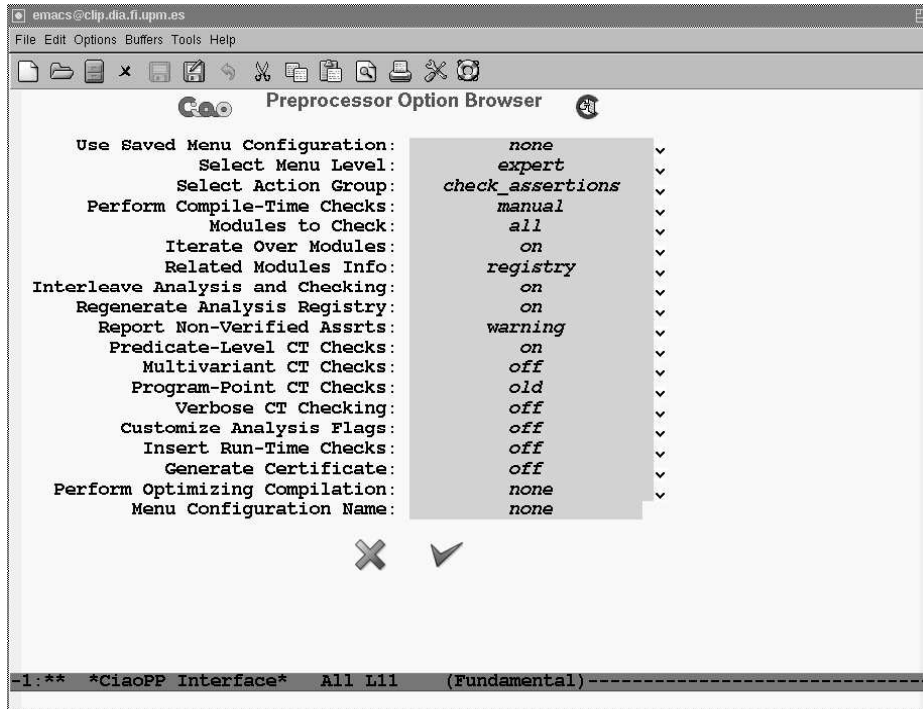 emacs@clip.dia.fi.upm.es
File Edit Options Buffers Tools Help
Ciao Preprocessor Option Browser
Use Saved Menu Configuration: none
Select Menu Level: expert
Select Action Group: check_assertions
Perform Compile-Time Checks: manual
Modules to Check: all
Iterate Over Modules: on
Related Modules Info: registry
Interleave Analysis and Checking: on
Regenerate Analysis Registry: on
Report Non-Verified Assrts: warning
Predicate-Level CT Checks: on
Multivariant CT Checks: off
Program-Point CT Checks: old
Verbose CT Checking: off
Customize Analysis Flags: off
Insert Run-Time Checks: off
Generate Certificate: off
Perform Optimizing Compilation: none
Menu Configuration Name: none
-1:** *CiaoPP Interface* All L11 (Fundamental)------------------------------